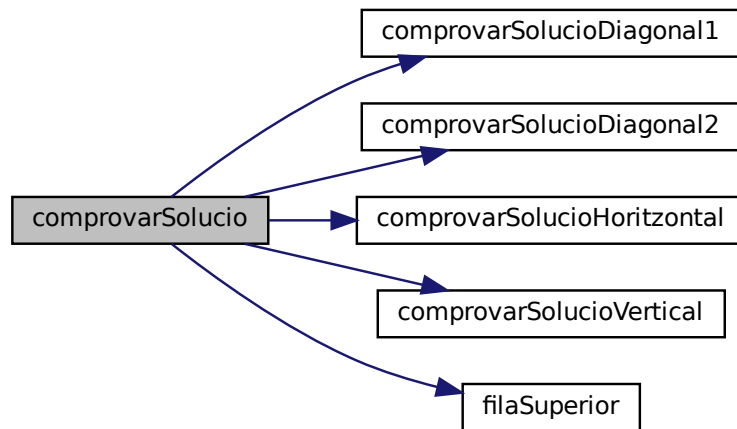 comprovarSolucioDiagonal1
comprovarSolucioDiagonal2
comprovarSolucio
comprovarSolucioHoritzontal
comprovarSolucioVertical
filaSuperior